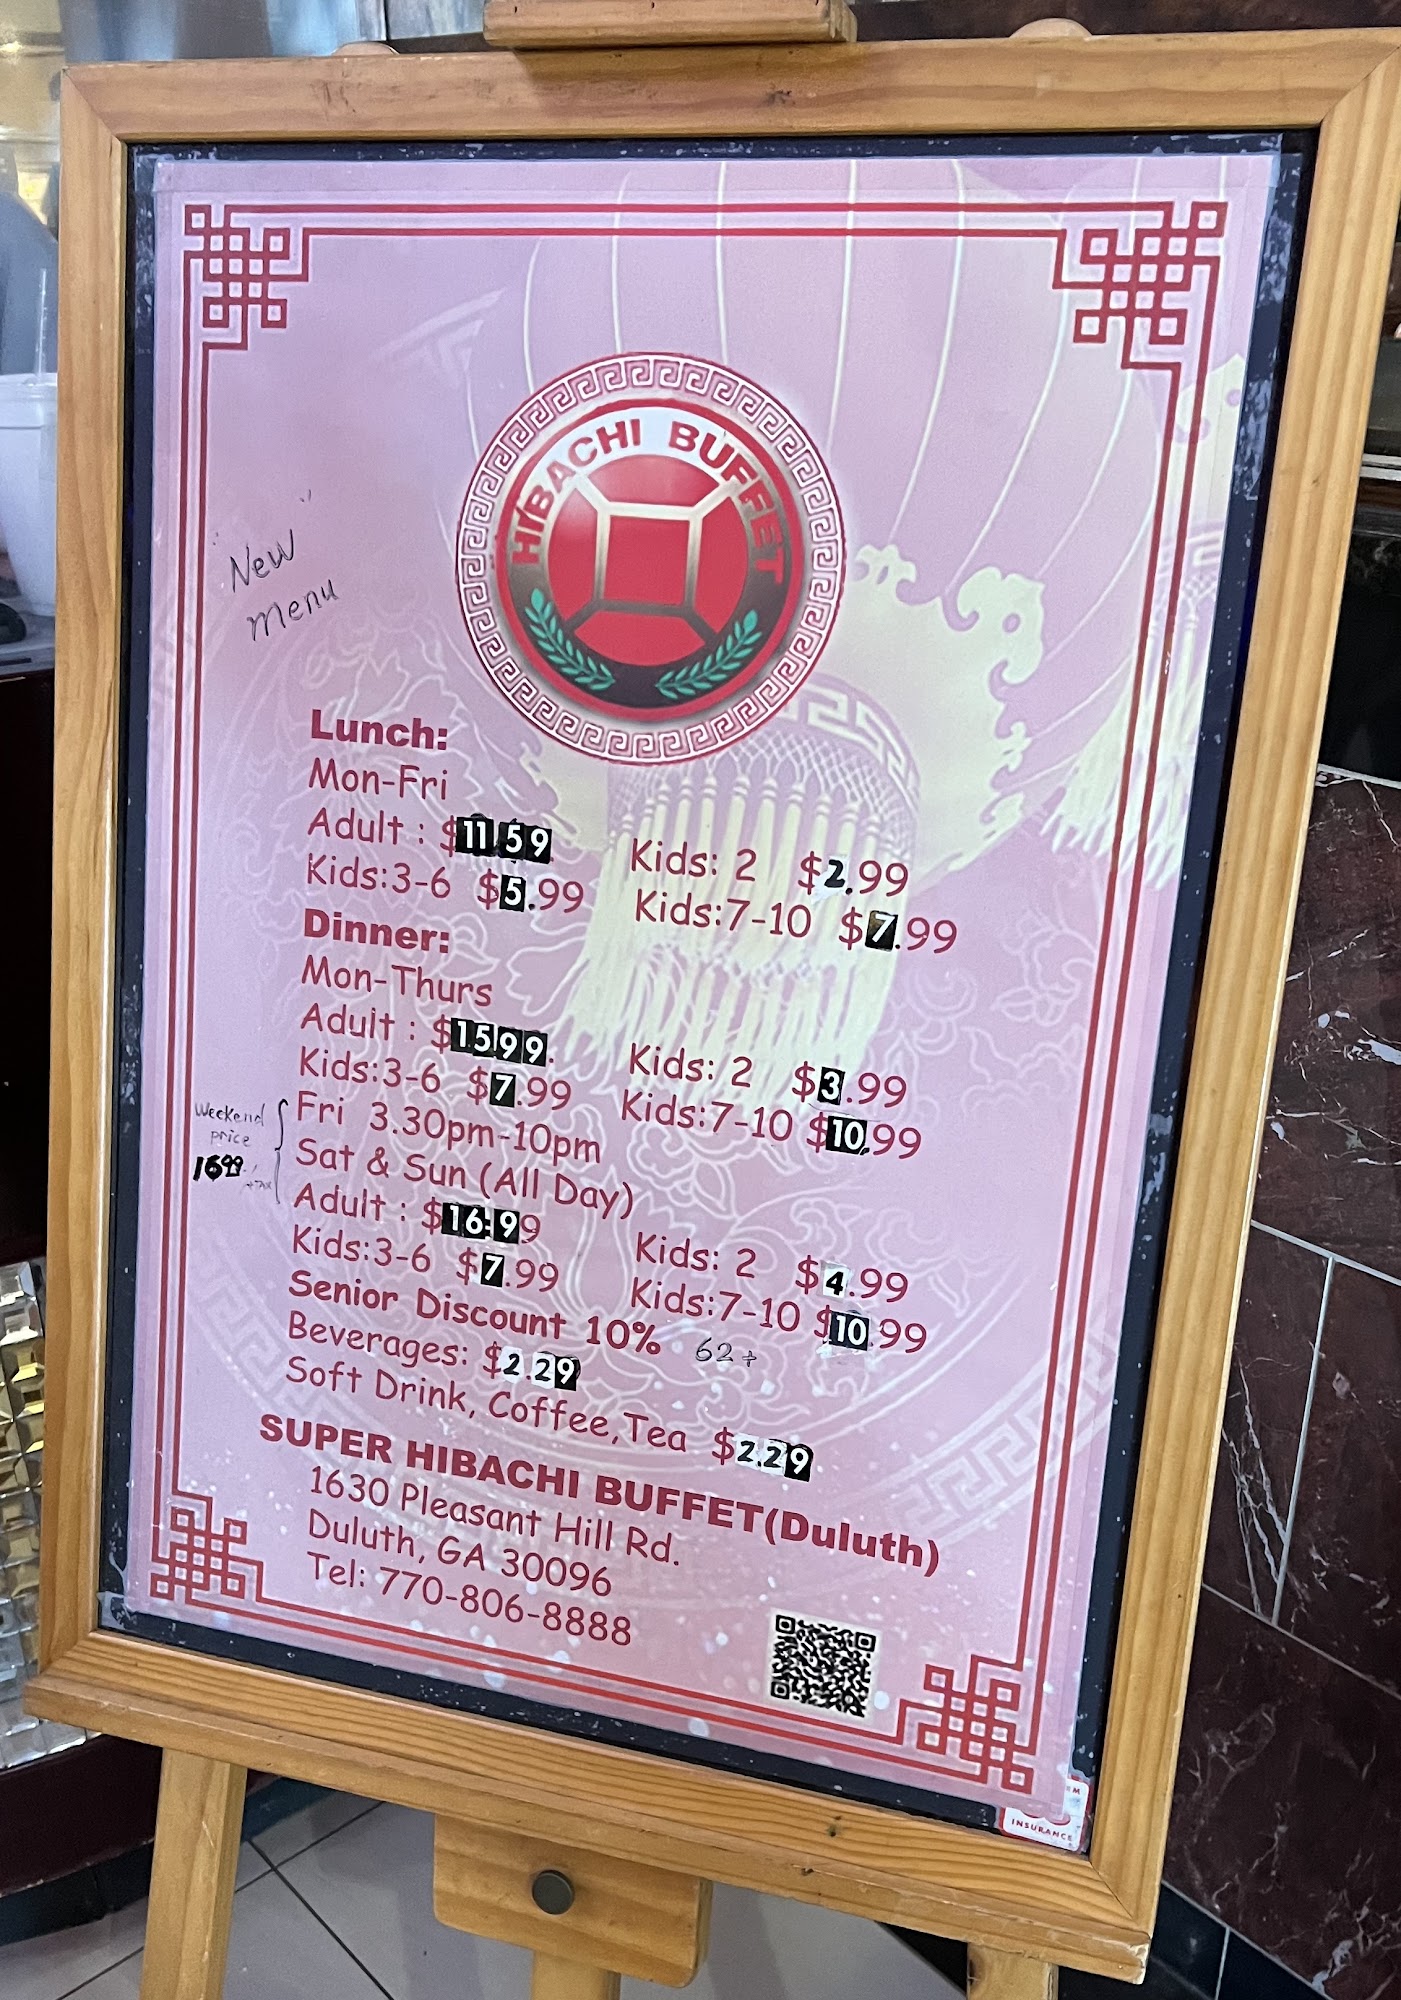 HIBACHI BUFFET
"New"
menu
Lunch:
Mon-Fri
Adult : $11.59 Kids: 2 $2.99
Kids:3-6 $5.99 Kids:7-10 $7.99
Dinner:
Mon-Thurs
Adult : $15.99 Kids: 2 $3.99
Kids:3-6 $7.99 Kids:7-10 $10.99
Weekend
price
16.99
+TAX
Fri 3.30pm-10pm
Sat & Sun (All Day)
Adult : $16.99 Kids: 2 $4.99
Kids:3-6 $7.99 Kids:7-10 $10.99
Senior Discount 10% 62+
Beverages: $2.29
Soft Drink, Coffee,Tea $2.29
SUPER HIBACHI BUFFET(Duluth)
1630 Pleasant Hill Rd.
Duluth, GA 30096
Tel: 770-806-8888
INSURANCE